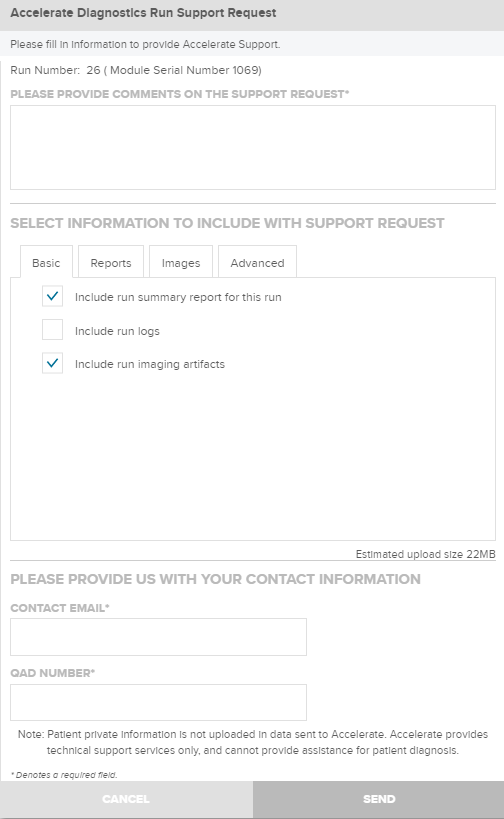 Accelerate Diagnostics Run Support Request
Please fill in information to provide Accelerate Support.
Run Number:  26 ( Module Serial Number 1069)
PLEASE PROVIDE COMMENTS ON THE SUPPORT REQUEST*
SELECT INFORMATION TO INCLUDE WITH SUPPORT REQUEST
Basic Reports Images Advanced
Include run summary report for this run
Include run logs
Include run imaging artifacts
Estimated upload size 22MB
PLEASE PROVIDE US WITH YOUR CONTACT INFORMATION
CONTACT EMAIL*
QAD NUMBER*
Note: Patient private information is not uploaded in data sent to Accelerate. Accelerate provides
technical support services only, and cannot provide assistance for patient diagnosis.
* Denotes a required field.
CANCEL SEND